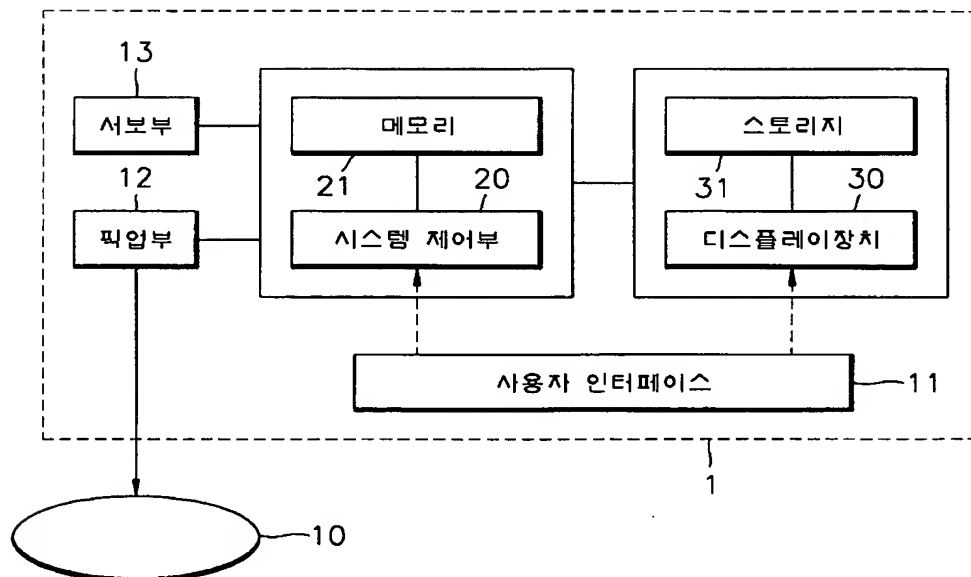 13
서보부
메모리
스토리지
12
21
20
31
30
픽업부
시스템 제어부
디스플레이장치
사용자 인터페이스
11
1
10